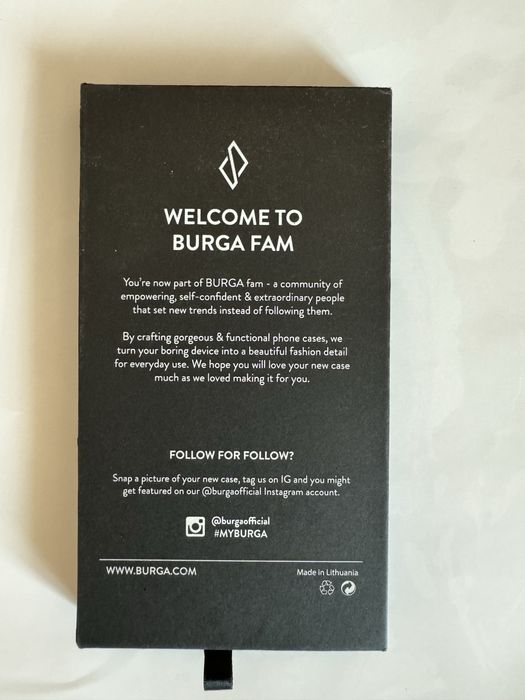 WELCOME TO
BURGA FAM
You're now part of BURGA fam - a community of
empowering, self-confident & extraordinary people
that set new trends instead of following them.
By crafting gorgeous & functional phone cases, we
turn your boring device into a beautiful fashion detail
for everyday use. We hope you will love your new case
much as we loved making it for you.
FOLLOW FOR FOLLOW?
Snap a picture of your new case, tag us on IG and you might
get featured on our @burgaofficial Instagram account.
@burgaofficial
#MYBURGA
WWW.BURGA.COM
Made in Lithuania